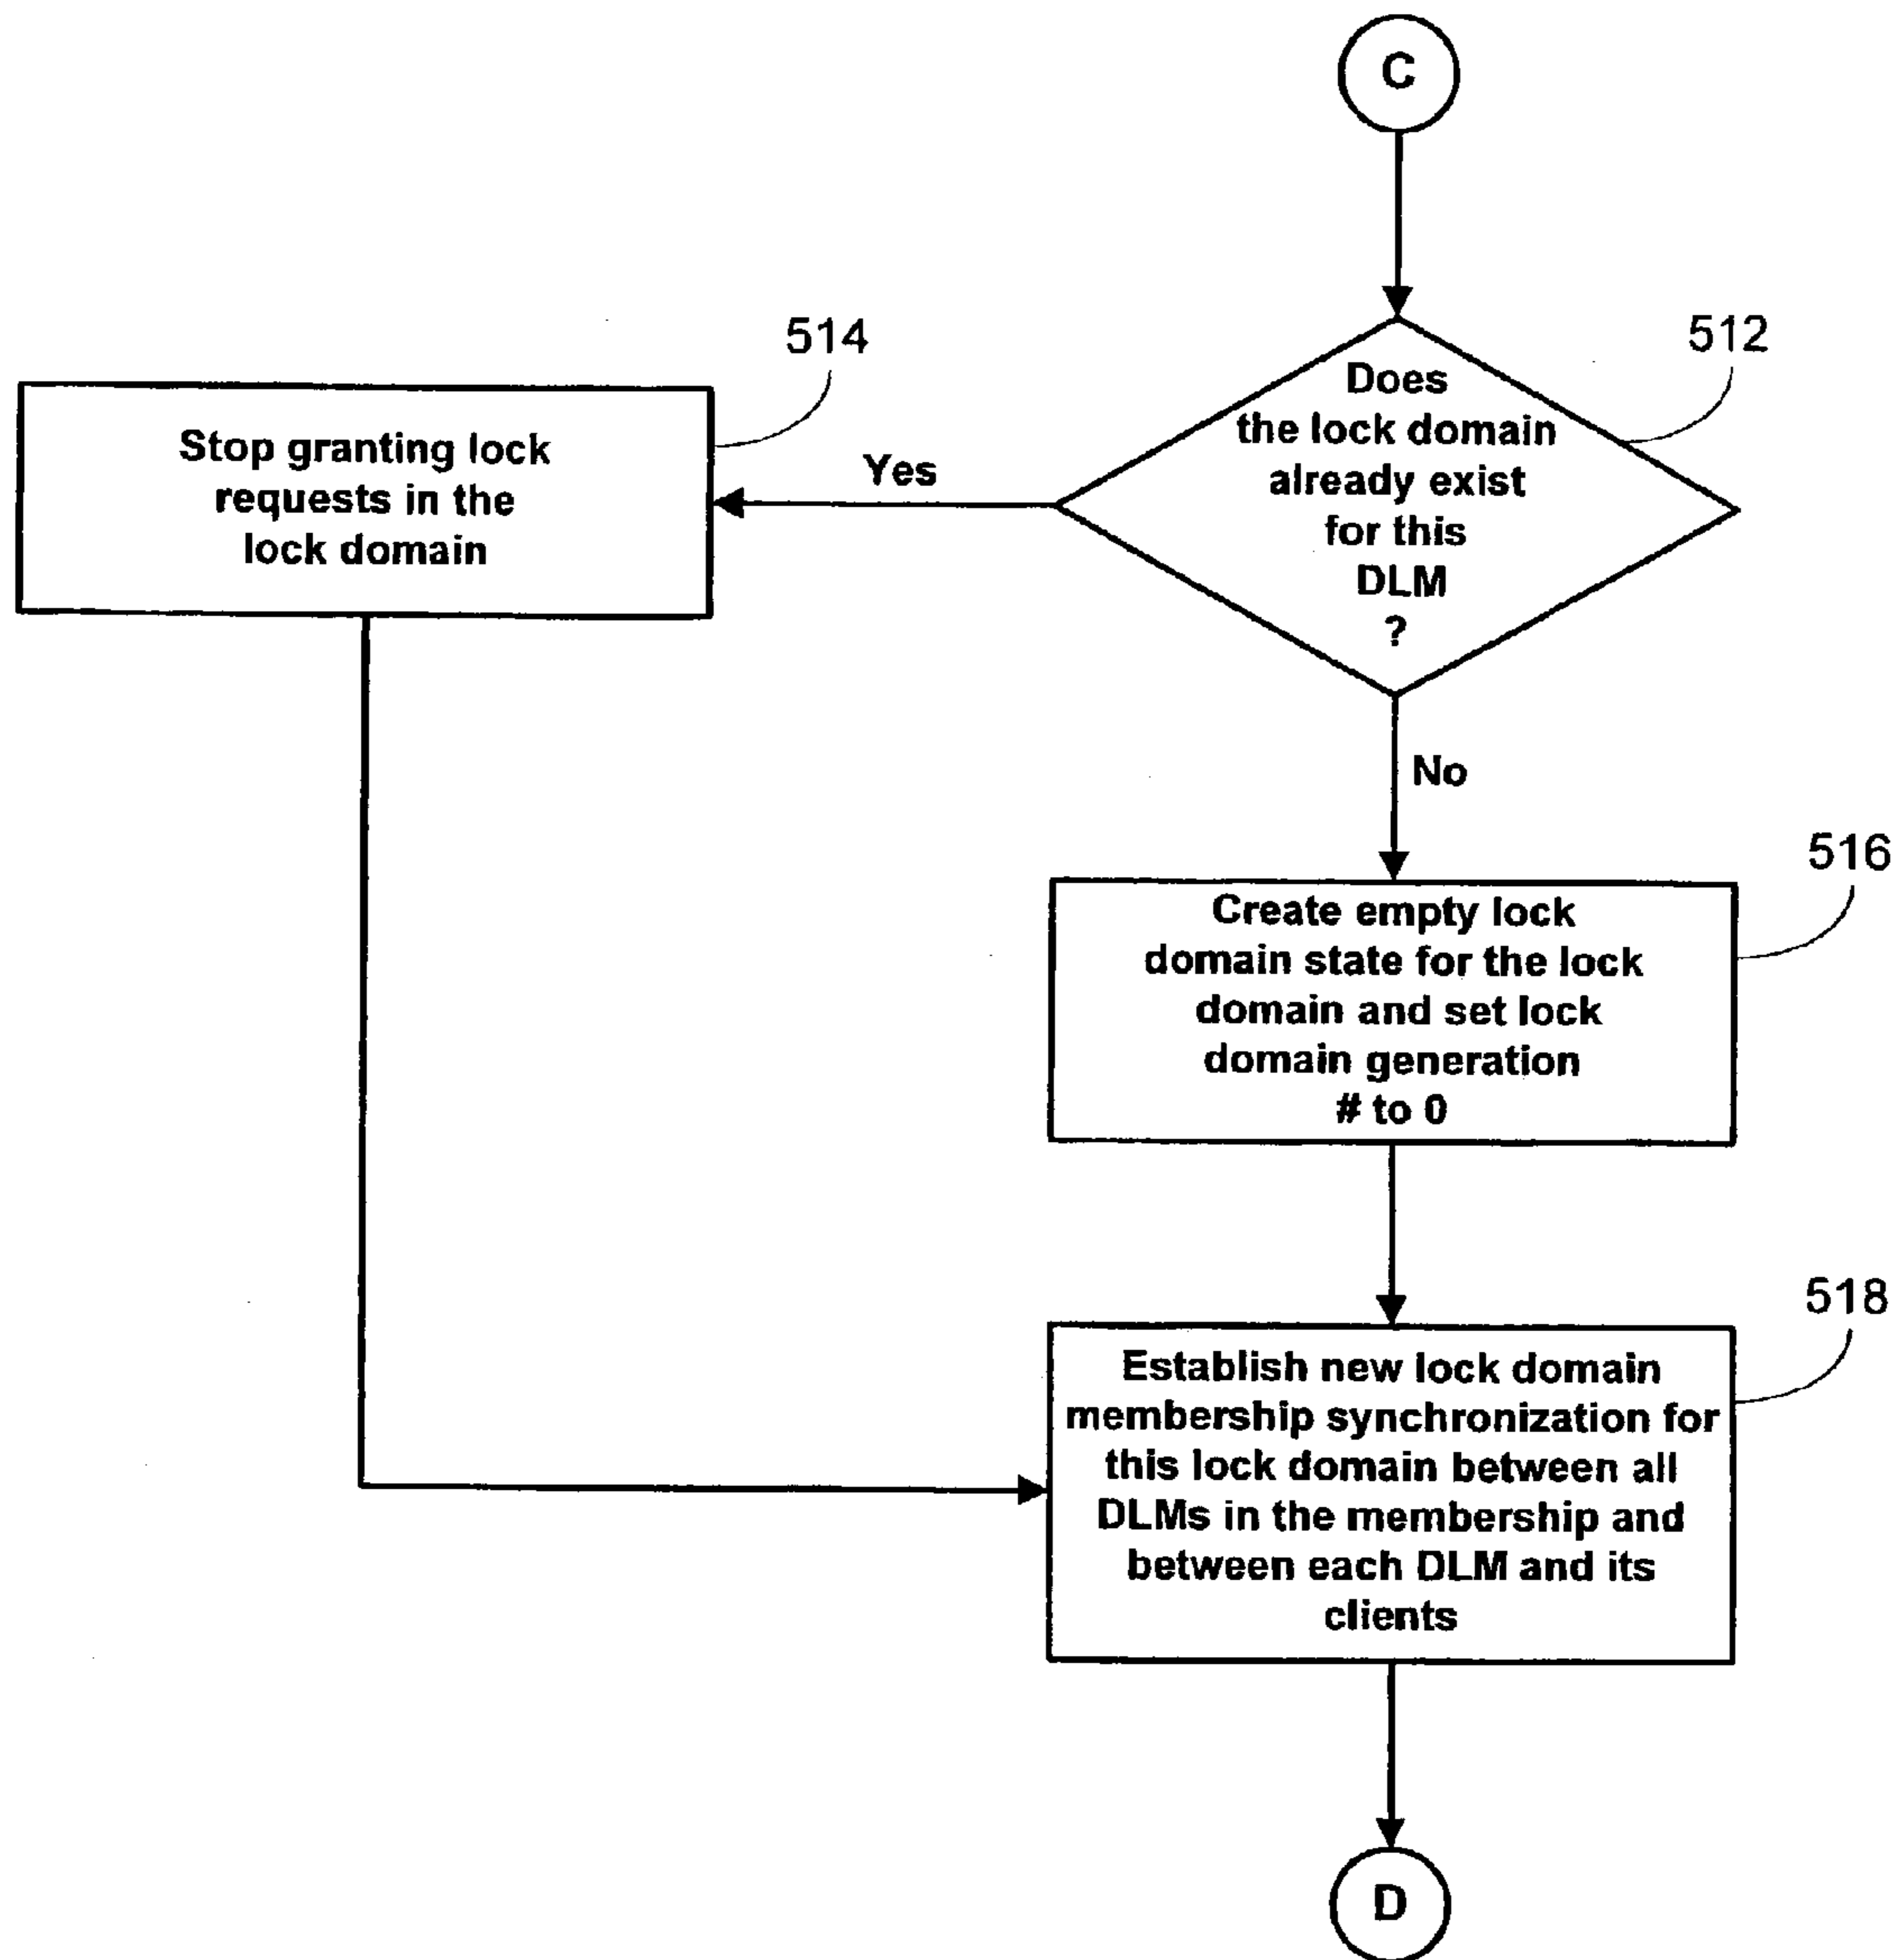 C
512
Does
the lock domain
already exist
for this
DLM
?
514
Stop granting lock
requests in the
lock domain
Yes
No
516
Create empty lock
domain state for the lock
domain and set lock
domain generation
# to 0
518
Establish new lock domain
membership synchronization for
this lock domain between all
DLMs in the membership and
between each DLM and its
clients
D